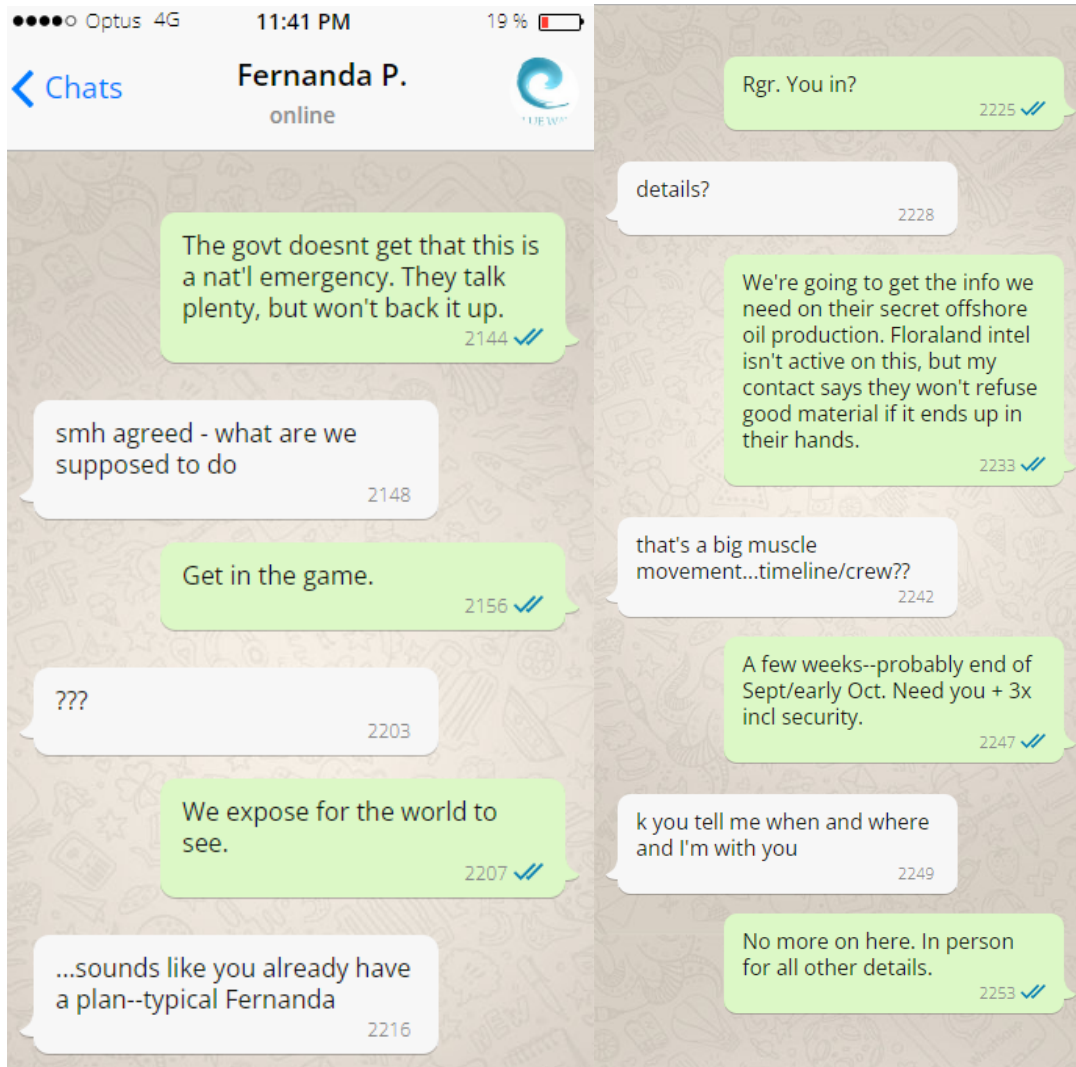 Optus 4G 11:41 PM 19 %
Chats
Fernanda P.
online
The govt doesnt get that this is
a nat'l emergency. They talk
plenty, but won't back it up.
2144
smh agreed - what are we
supposed to do
2148
Get in the game.
2156
???
2203
We expose for the world to
see.
2207
...sounds like you already have
a plan--typical Fernanda
2216
Rgr. You in?
2225
details?
2228
We're going to get the info we
need on their secret offshore
oil production. Floraland intel
isn't active on this, but my
contact says they won't refuse
good material if it ends up in
their hands.
2233
that's a big muscle
movement...timeline/crew??
2242
A few weeks--probably end of
Sept/early Oct. Need you + 3x
incl security.
2247
k you tell me when and where
and I'm with you
2249
No more on here. In person
for all other details.
2253